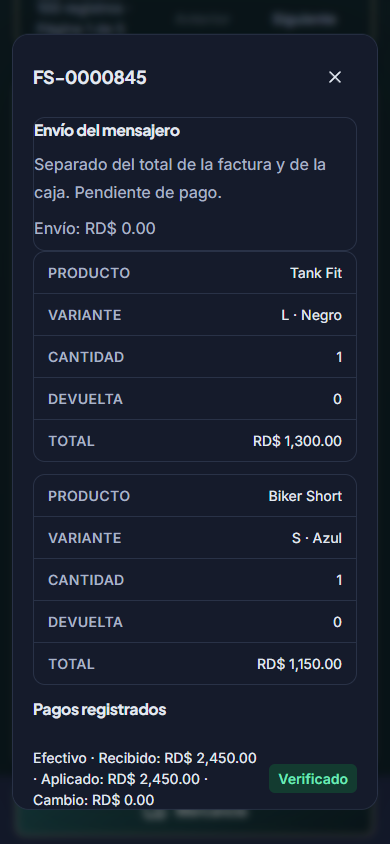 Siguiente
FS-0000845
Envío del mensajero
Separado del total de la factura y de la
caja. Pendiente de pago.
Envío: RD$ 0.00
PRODUCTO Tank Fit
VARIANTE L · Negro
CANTIDAD 1
DEVUELTA 0
TOTAL RD$ 1,300.00
PRODUCTO Biker Short
VARIANTE S · Azul
CANTIDAD 1
DEVUELTA 0
TOTAL RD$ 1,150.00
Pagos registrados
Efectivo · Recibido: RD$ 2,450.00
· Aplicado: RD$ 2,450.00 ·
Cambio: RD$ 0.00
Verificado